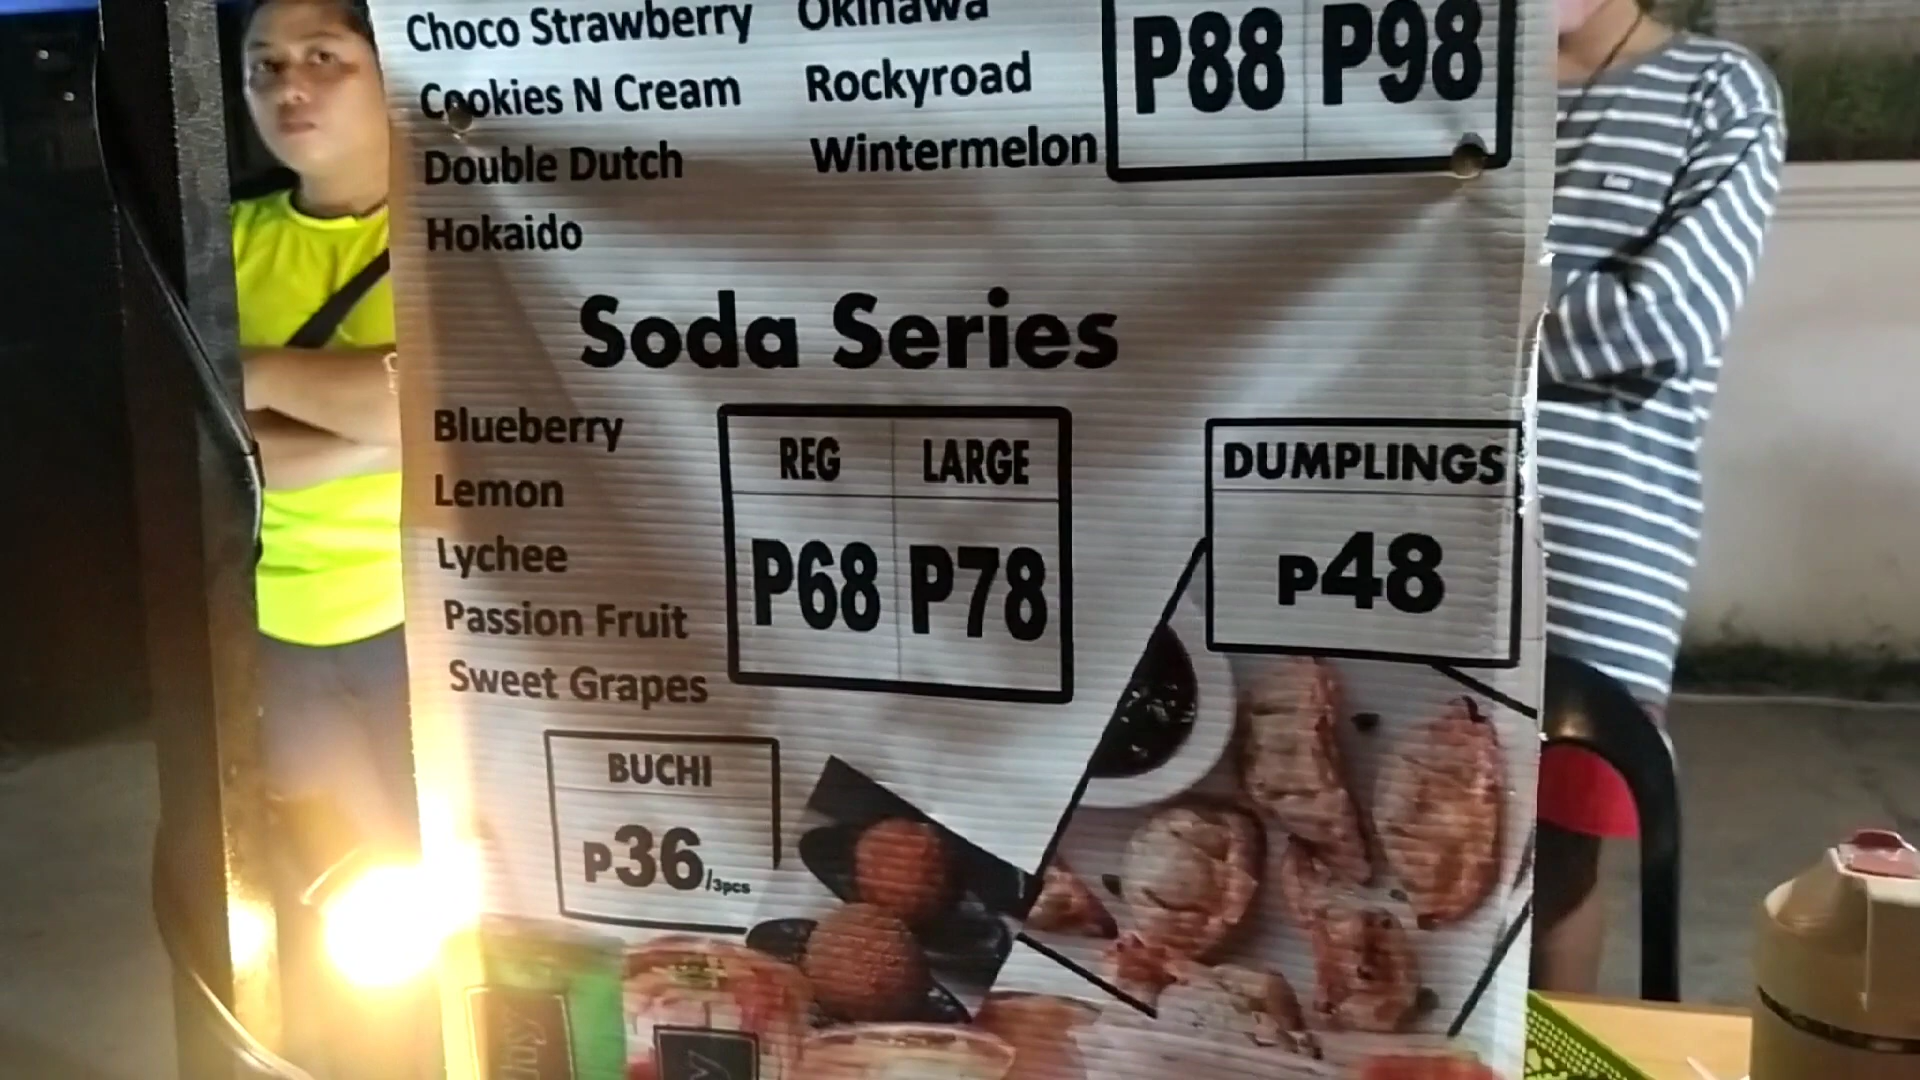 Choco Strawberry
Cookies N Cream
Double Dutch
Hokaido
Okinawa
Rockyroad
Wintermelon
P88 P98
Soda Series
Blueberry
Lemon
Lychee
Passion Fruit
Sweet Grapes
REG LARGE
P68 P78
DUMPLINGS
P48
BUCHI
P36/3pcs